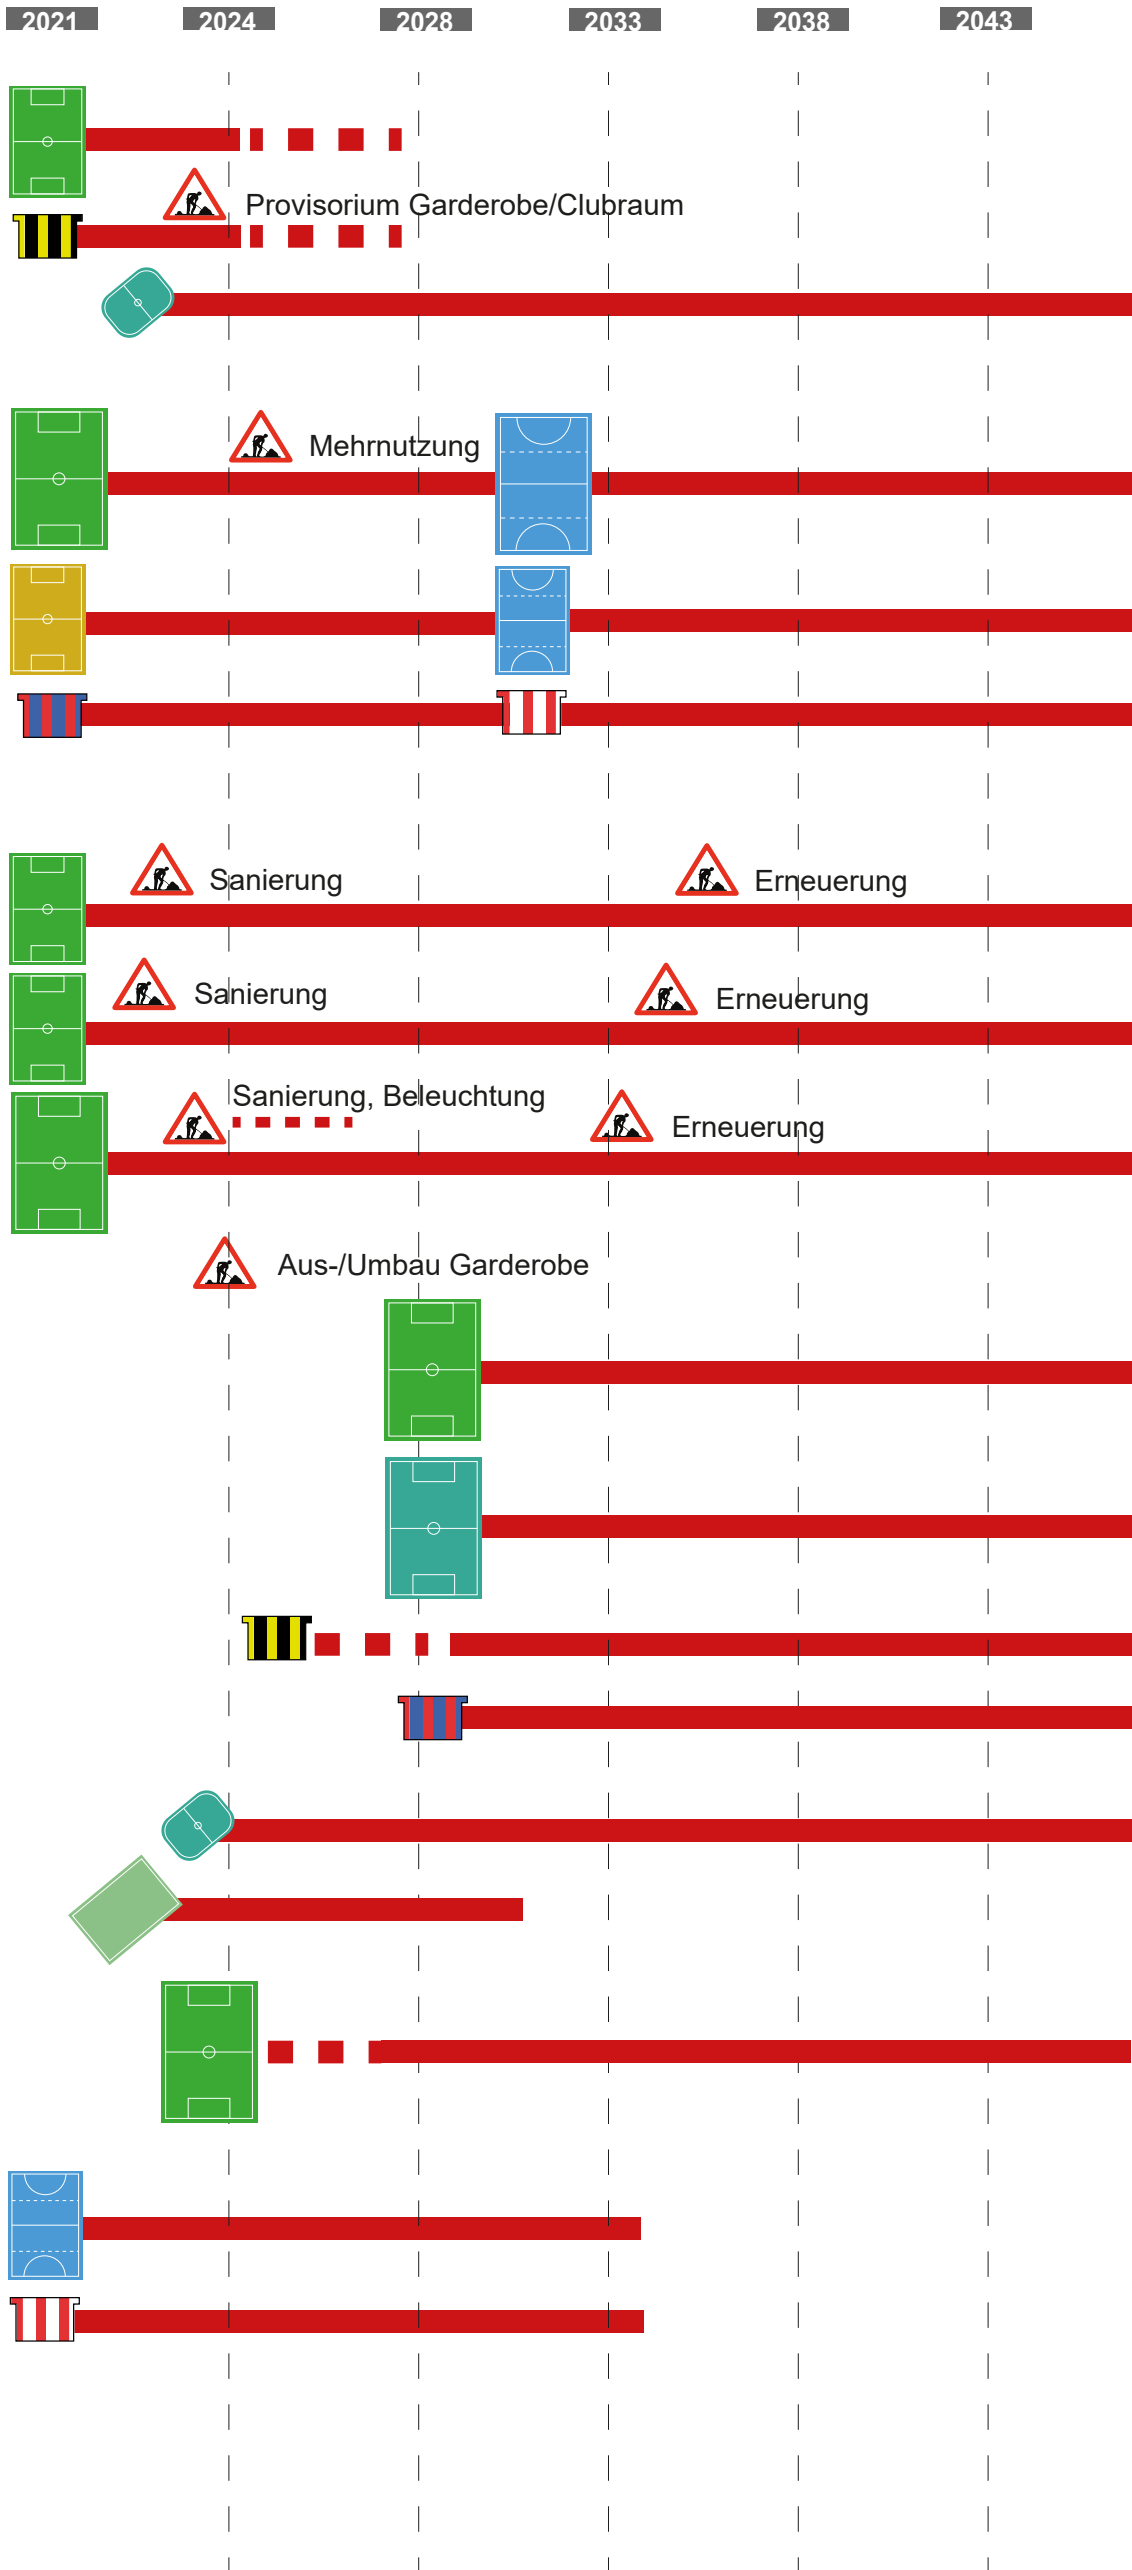 2021 2024 2028 2033 2038 2043
Provisorium Garderobe/Clubraum
Mehrnutzung
Sanierung Erneuerung
Sanierung Erneuerung
Sanierung, Beleuchtung
Erneuerung
Aus-/Umbau Garderobe